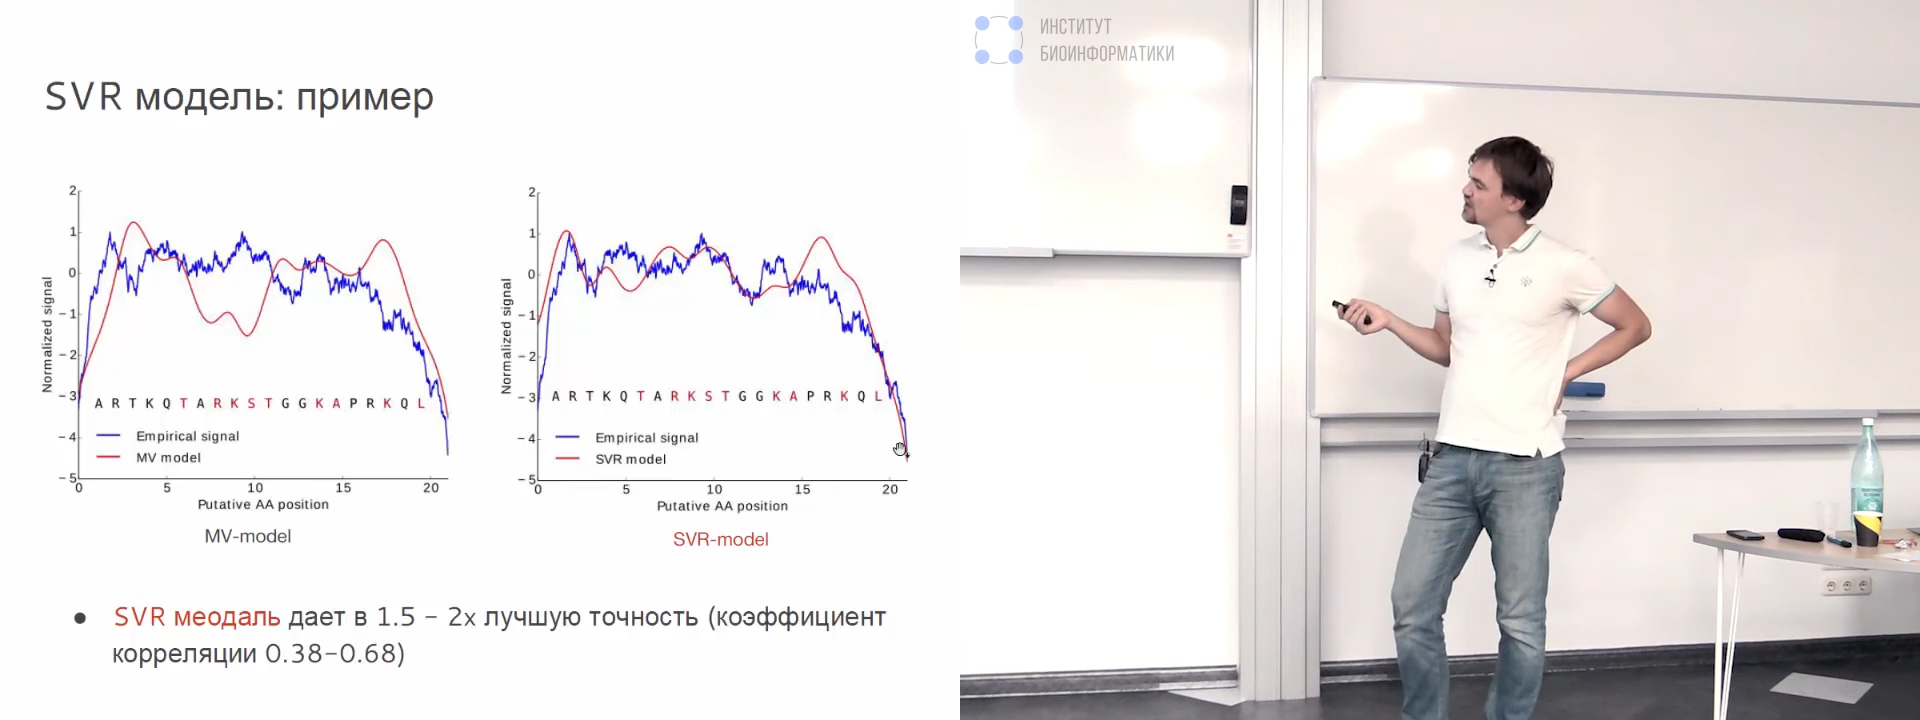 SVR модель: пример
2
1
0
−1
−2
−3
−4
−5
Normalized signal
A R T K Q T A R K S T G G K A P R K Q L
Empirical signal
MV model
0 5 10 15 20
Putative AA position
MV-model
2
1
0
−1
−2
−3
−4
−5
Normalized signal
A R T K Q T A R K S T G G K A P R K Q L
Empirical signal
SVR model
0 5 10 15 20
Putative AA position
SVR-model
● SVR меодаль дает в 1.5 – 2x лучшую точность (коэффициент
корреляции 0.38–0.68)
ИНСТИТУТ
БИОИНФОРМАТИКИ